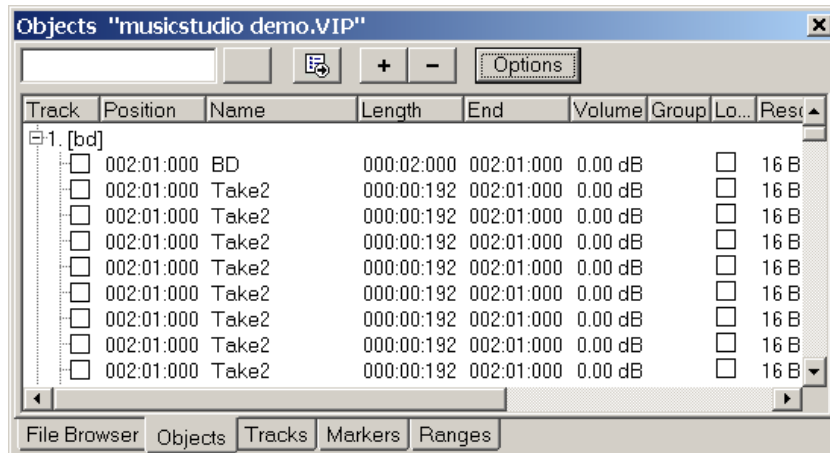 Objects "musicstudio demo.VIP"
+ − Options
Track Position Name Length End Volume Group Lo... Reso
1. [bd]
002:01:000 BD 000:02:000 002:01:000 0.00 dB 16 B
002:01:000 Take2 000:00:192 002:01:000 0.00 dB 16 B
002:01:000 Take2 000:00:192 002:01:000 0.00 dB 16 B
002:01:000 Take2 000:00:192 002:01:000 0.00 dB 16 B
002:01:000 Take2 000:00:192 002:01:000 0.00 dB 16 B
002:01:000 Take2 000:00:192 002:01:000 0.00 dB 16 B
002:01:000 Take2 000:00:192 002:01:000 0.00 dB 16 B
002:01:000 Take2 000:00:192 002:01:000 0.00 dB 16 B
002:01:000 Take2 000:00:192 002:01:000 0.00 dB 16 B
File Browser Objects Tracks Markers Ranges